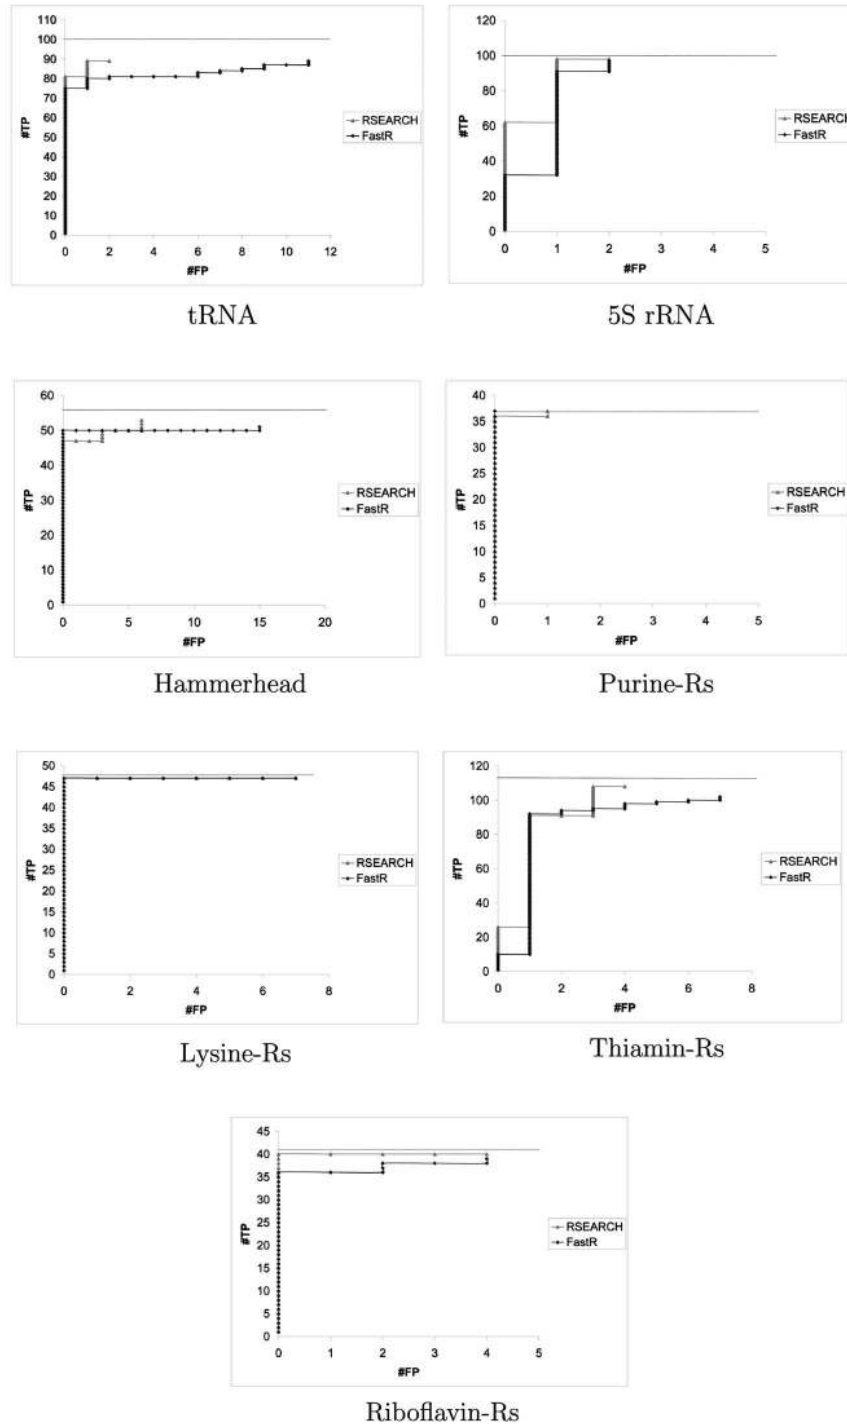 110
100
90
80
70
60
50
40
30
20
10
0
#TP
0 2 4 6 8 10 12
#FP
RSEARCH
FastR
tRNA
120
100
80
60
40
20
0
#TP
0 1 2 3 4 5
#FP
RSEARCH
FastR
5S rRNA
60
50
40
30
20
10
0
#TP
0 5 10 15 20
#FP
RSEARCH
FastR
Hammerhead
40
35
30
25
20
15
10
5
0
#TP
0 1 2 3 4 5
#FP
RSEARCH
FastR
Purine-Rs
50
45
40
35
30
25
20
15
10
5
0
#TP
0 2 4 6 8
#FP
RSEARCH
FastR
Lysine-Rs
120
100
80
60
40
20
0
#TP
0 2 4 6 8
#FP
RSEARCH
FastR
Thiamin-Rs
45
40
35
30
25
20
15
10
5
0
#TP
0 1 2 3 4 5
#FP
RSEARCH
FastR
Riboflavin-Rs